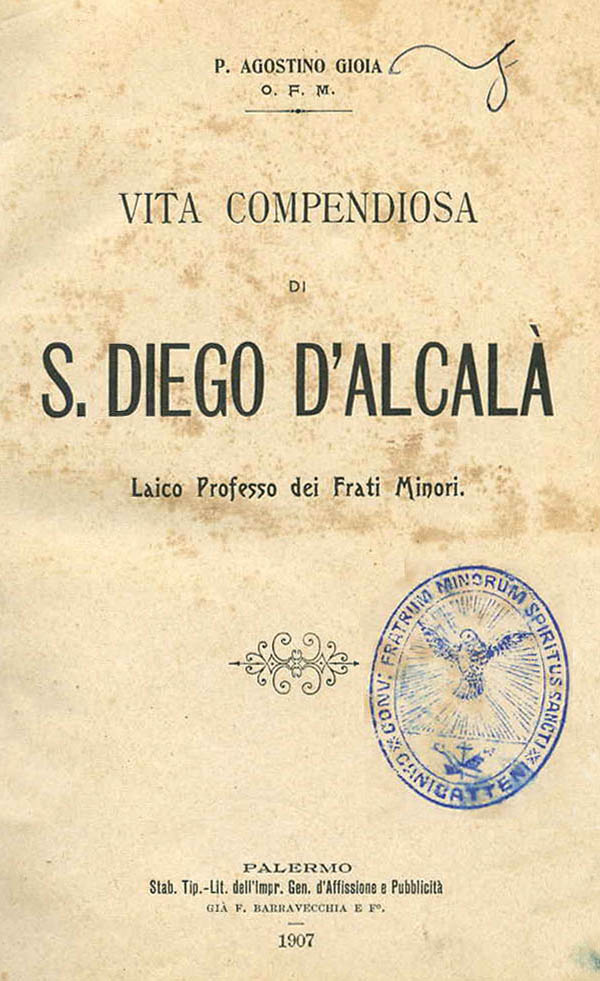 P. AGOSTINO GIOIA
O. F. M.
VITA COMPENDIOSA
DI
S. DIEGO D'ALCALÀ
Laico Professo dei Frati Minori.
CONV: FRATRUM MINORUM SPIRITUS SANCTI
CANICATTENI
PALERMO
Stab. Tip.-Lit. dell'Impr. Gen. d'Affissione e Pubblicità
GIÀ F. BARRAVECCHIA E Fº.
1907